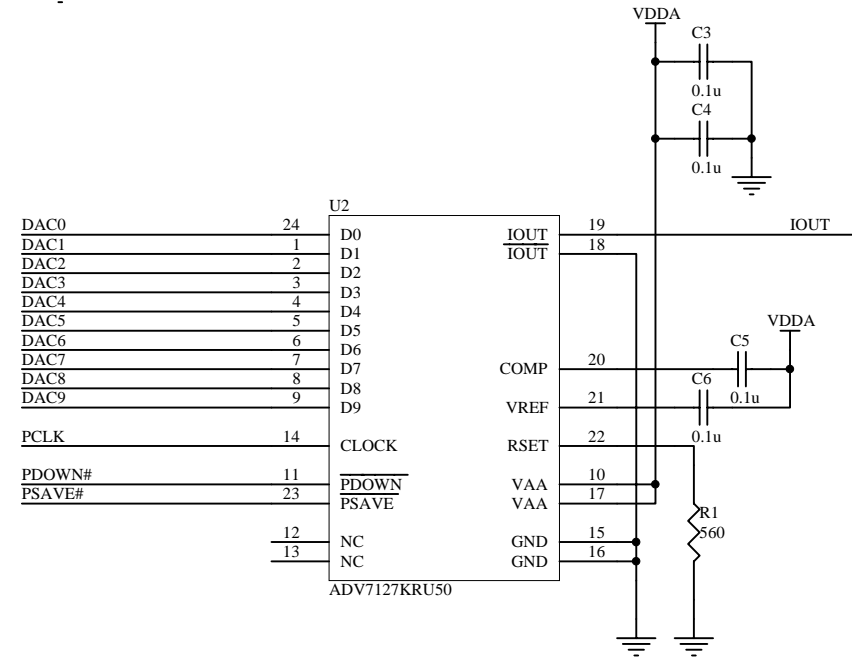 VDDA
C3
0.1u
C4
0.1u
U2
DAC0 24 D0 IOUT 19 IOUT
DAC1 1 D1 IOUT 18
DAC2 2 D2
DAC3 3 D3
DAC4 4 D4
DAC5 5 D5
VDDA
DAC6 6 D6
C5
DAC7 7 D7 COMP 20
DAC8 8 D8
C6
0.1u
DAC9 9 D9 VREF 21
0.1u
PCLK 14 CLOCK RSET 22
PDOWN# 11 PDOWN VAA 10
PSAVE# 23 PSAVE VAA 17
R1
560
12 NC GND 15
13 NC GND 16
ADV7127KRU50